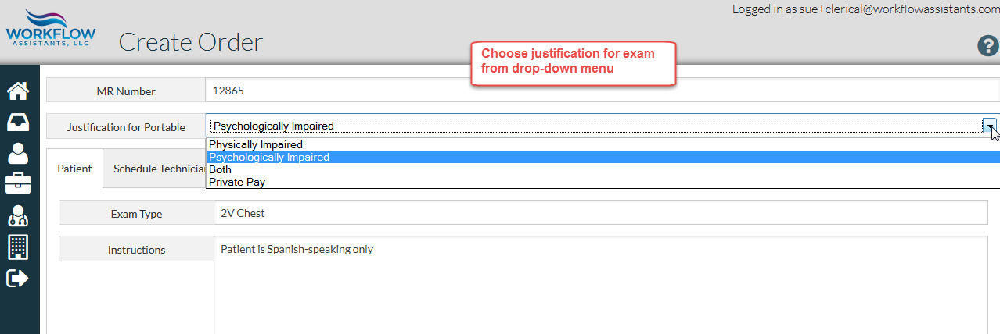 Logged in as sue+clerical@workflowassistants.com
WORKFLOW
ASSISTANTS, LLC
Create Order
?
Choose justification for exam
from drop-down menu
MR Number
12865
Justification for Portable
Psychologically Impaired
Physically Impaired
Psychologically Impaired
Both
Private Pay
Patient
Schedule Technician
Exam Type
2V Chest
Instructions
Patient is Spanish-speaking only